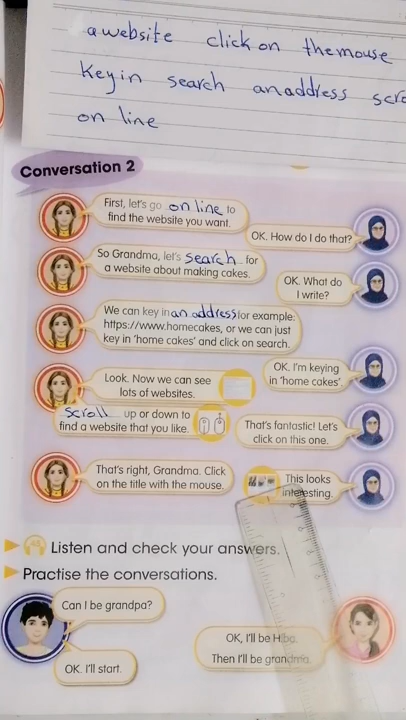 a website click on the mouse
Key in search an address scro
on line
Conversation 2
First, let's go on line to
find the website you want.
OK. How do I do that?
So Grandma, let's search for
a website about making cakes.
OK. What do
I write?
We can key in an address for example:
https://www.homecakes, or we can just
key in 'home cakes' and click on search.
OK. I'm keying
in 'home cakes'.
Look. Now we can see
lots of websites.
Scroll up or down to
find a website that you like.
That's fantastic! Let's
click on this one.
That's right, Grandma. Click
on the title with the mouse.
This looks
interesting.
Listen and check your answers.
Practise the conversations.
Can I be grandpa?
OK, I'll be Hiba.
Then I'll be grandma.
OK. I'll start.